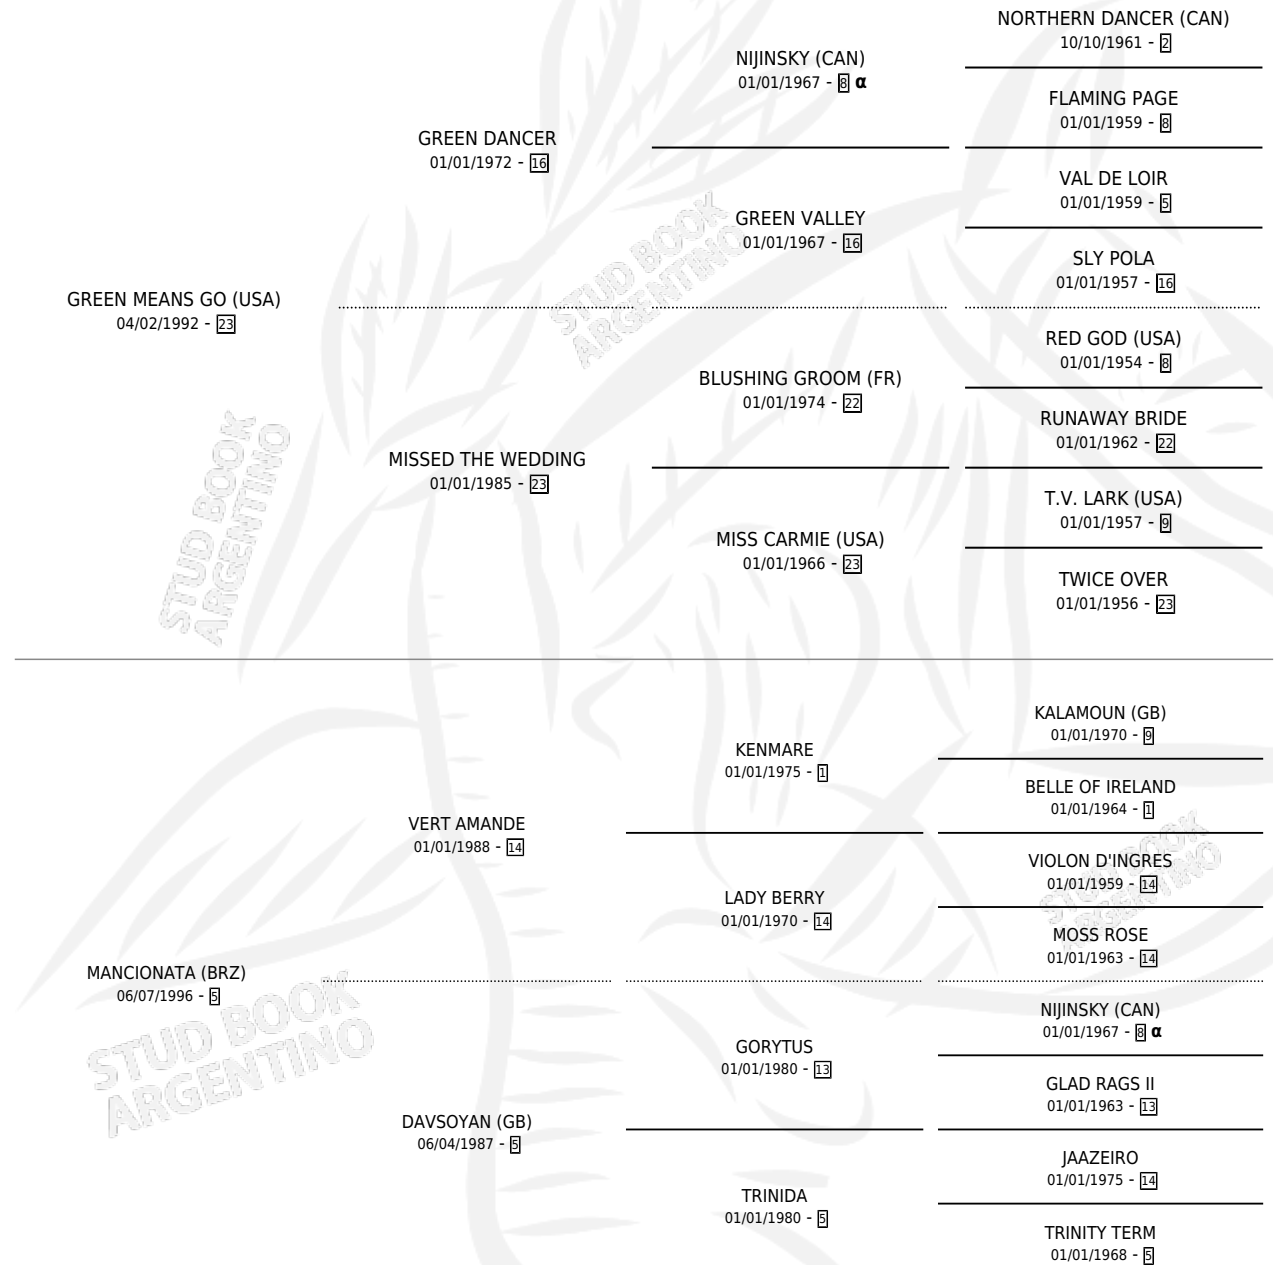 NORTHERN DANCER (CAN)
10/10/1961 - 2
NIJINSKY (CAN)
01/01/1967 - 8 α
FLAMING PAGE
01/01/1959 - 8
GREEN DANCER
01/01/1972 - 16
VAL DE LOIR
01/01/1959 - 5
GREEN VALLEY
01/01/1967 - 16
SLY POLA
01/01/1957 - 16
GREEN MEANS GO (USA)
04/02/1992 - 23
RED GOD (USA)
01/01/1954 - 8
BLUSHING GROOM (FR)
01/01/1974 - 22
RUNAWAY BRIDE
01/01/1962 - 22
MISSED THE WEDDING
01/01/1985 - 23
T.V. LARK (USA)
01/01/1957 - 9
MISS CARMIE (USA)
01/01/1966 - 23
TWICE OVER
01/01/1956 - 23
KALAMOUN (GB)
01/01/1970 - 9
KENMARE
01/01/1975 - 1
BELLE OF IRELAND
01/01/1964 - 1
VERT AMANDE
01/01/1988 - 14
VIOLON D'INGRES
01/01/1959 - 14
LADY BERRY
01/01/1970 - 14
MOSS ROSE
01/01/1963 - 14
MANCIONATA (BRZ)
06/07/1996 - 5
NIJINSKY (CAN)
01/01/1967 - 8 α
GORYTUS
01/01/1980 - 13
GLAD RAGS II
01/01/1963 - 13
DAVSOYAN (GB)
06/04/1987 - 5
JAAZEIRO
01/01/1975 - 14
TRINIDA
01/01/1980 - 5
TRINITY TERM
01/01/1968 - 5
STUD BOOK
ARGENTINO
STUD BOOK
ARGENTINO
STUD BOOK
ARGENTINO
STUD BOOK
ARGENTINO